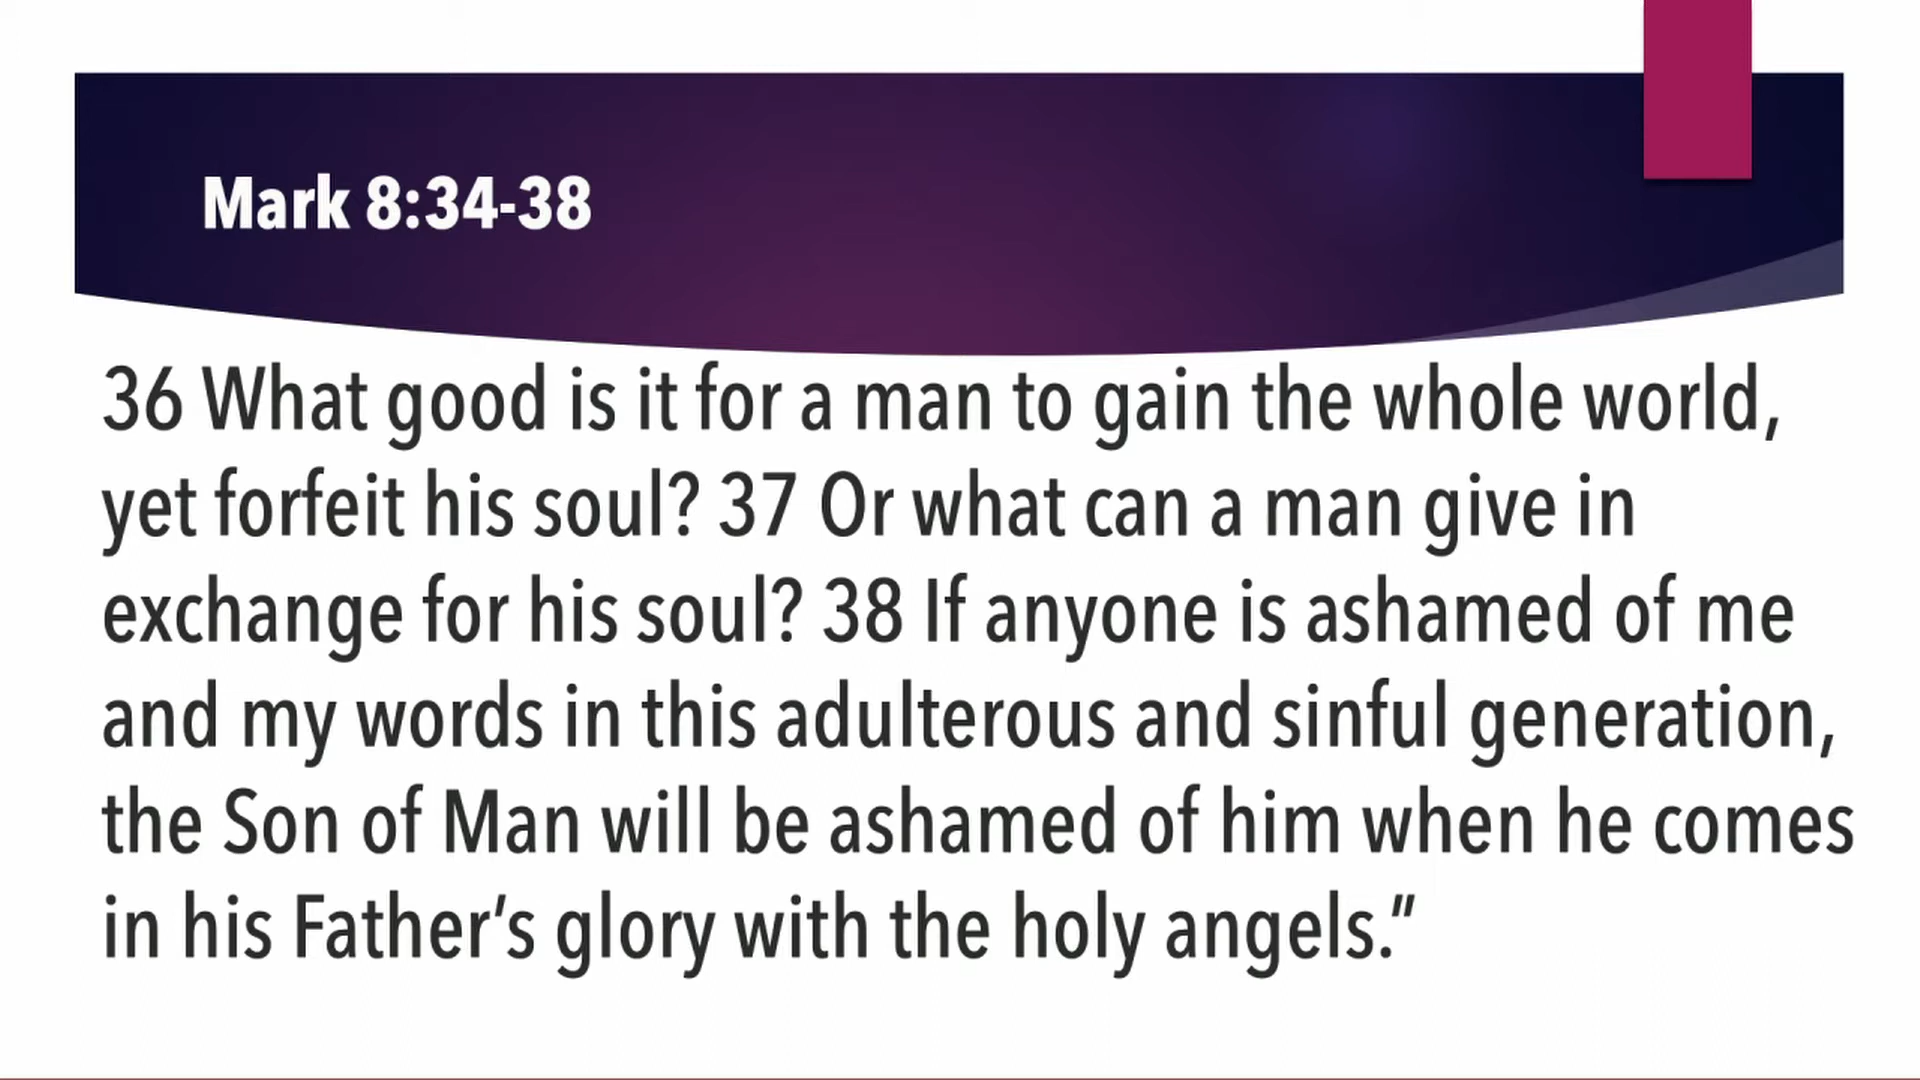 Mark 8:34-38
36 What good is it for a man to gain the whole world,
yet forfeit his soul? 37 Or what can a man give in
exchange for his soul? 38 If anyone is ashamed of me
and my words in this adulterous and sinful generation,
the Son of Man will be ashamed of him when he comes
in his Father’s glory with the holy angels.”